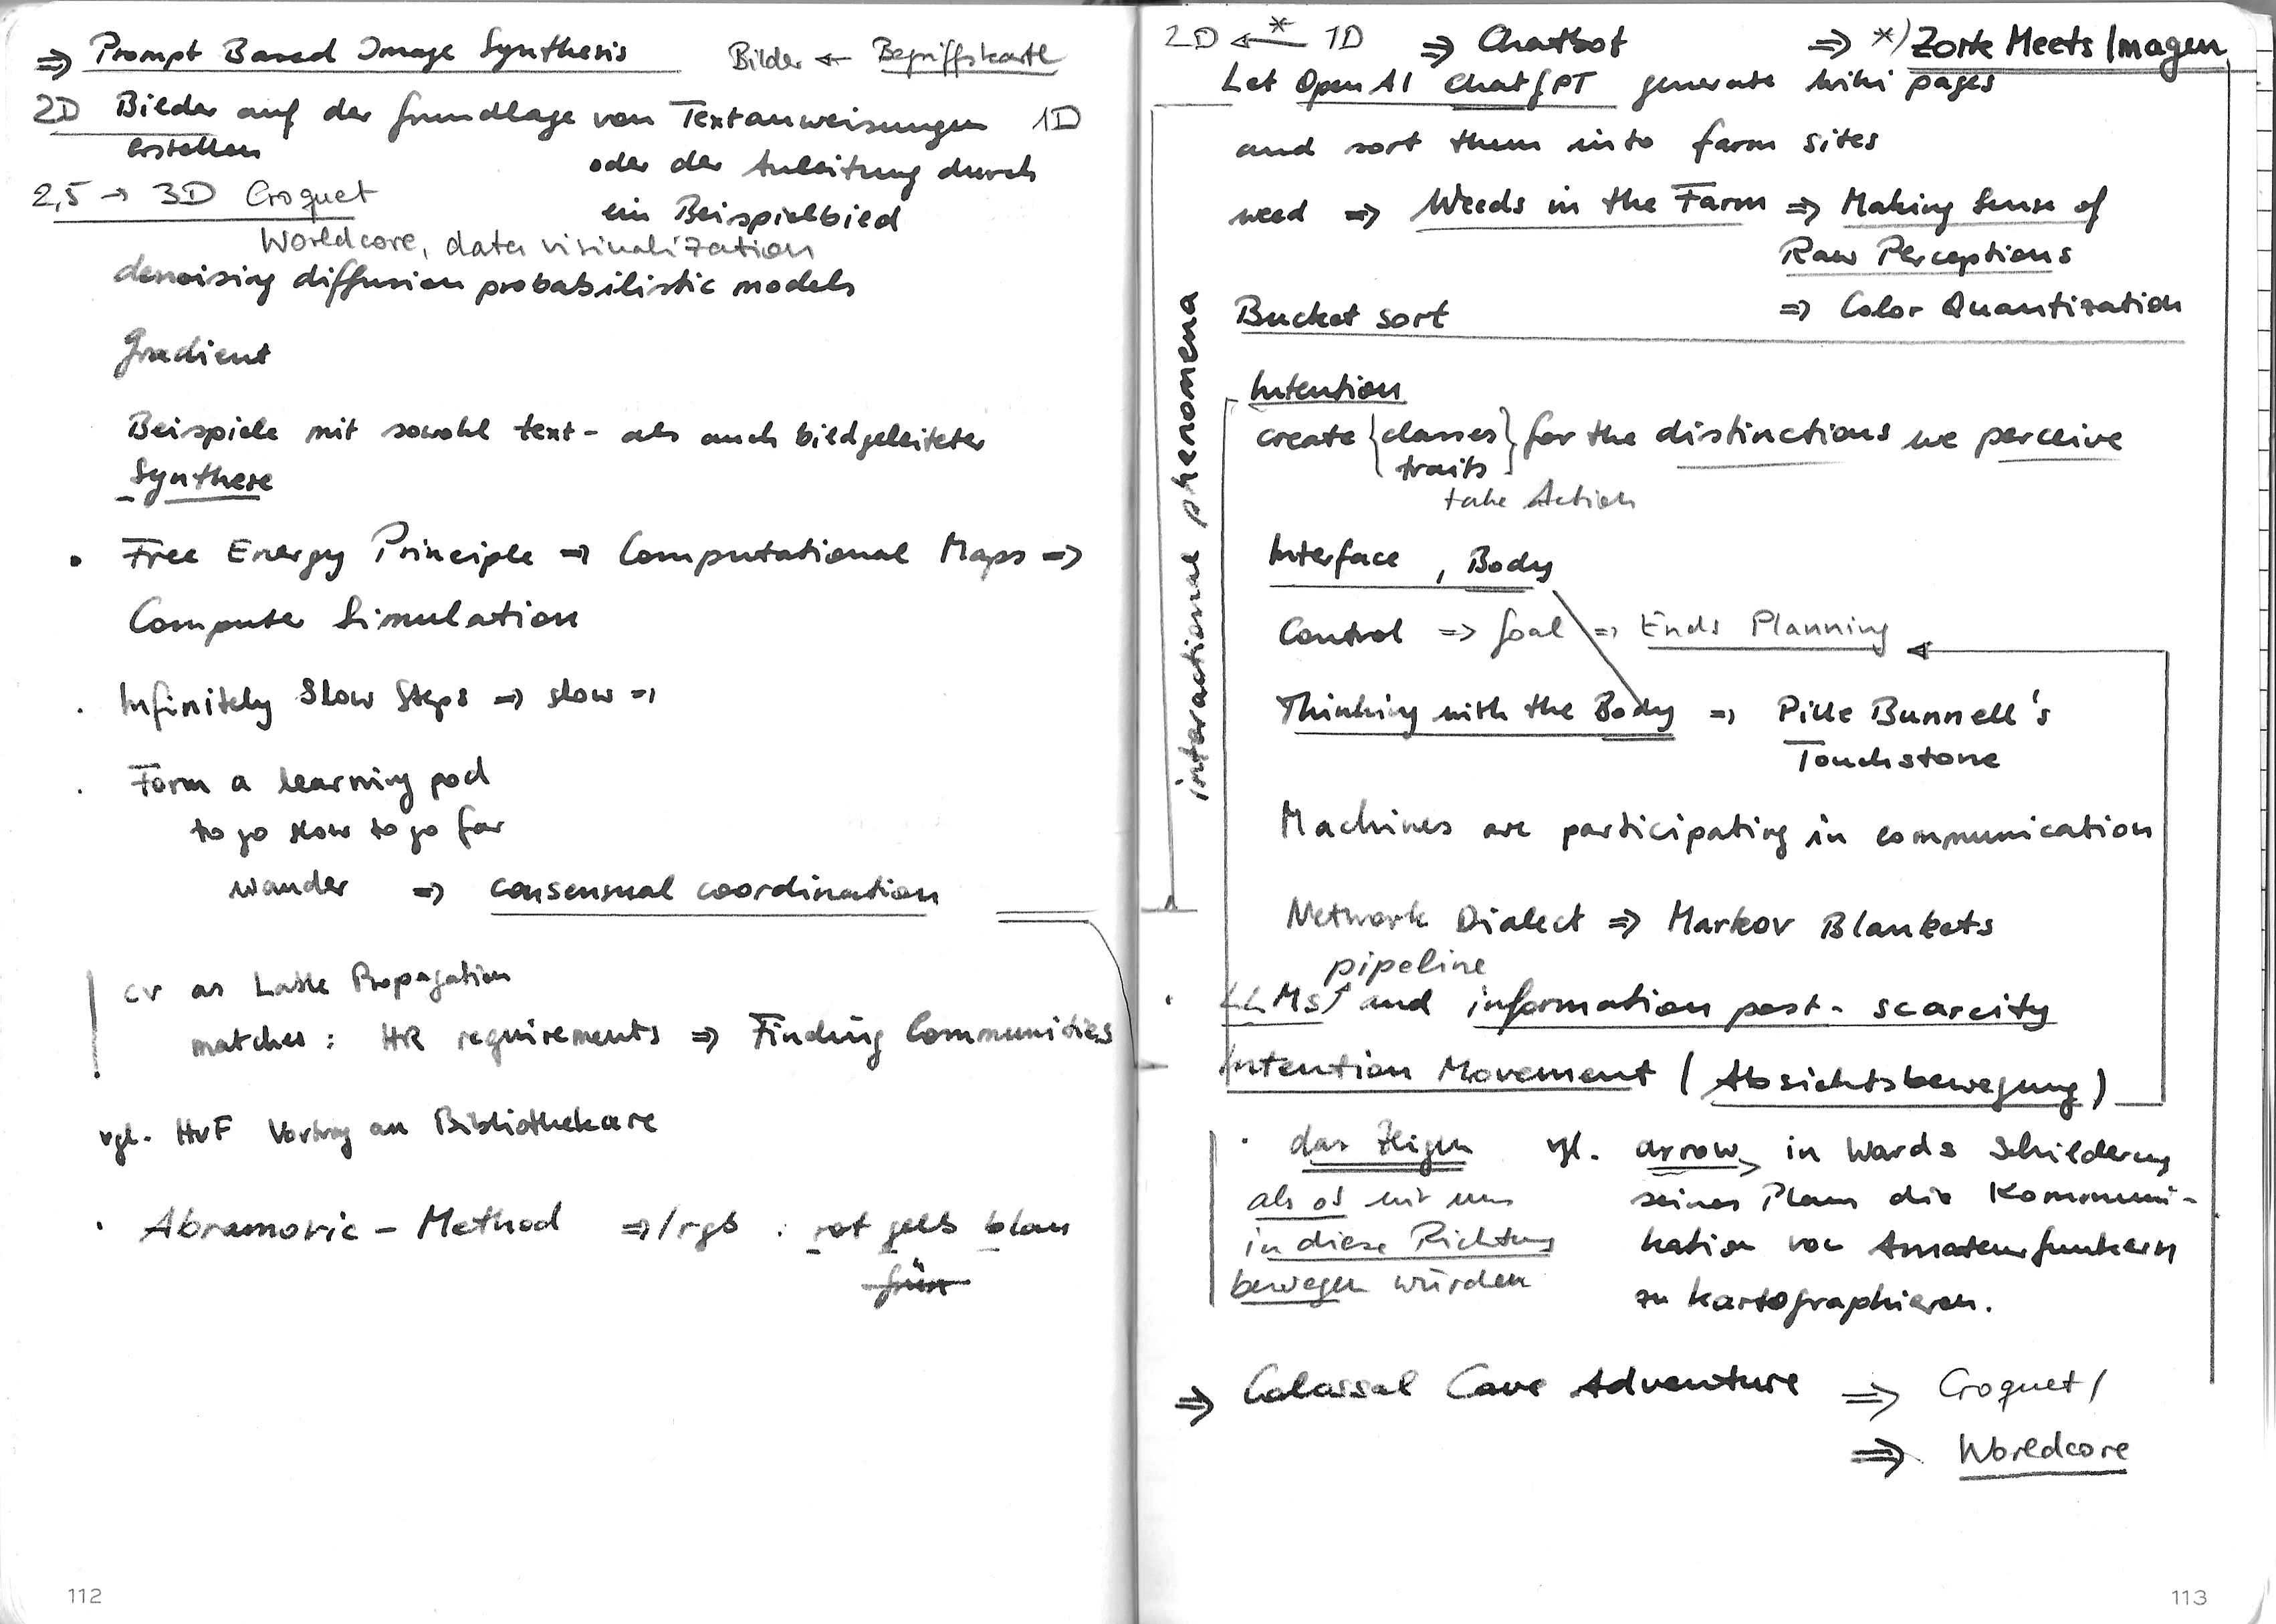 ⇒ Prompt Based Image Synthesis Bilder ← Begriffskarte
2D Bilder auf der Grundlage von Textanweisungen 1D
erstellen oder der Anleitung durch
2,5 → 3D Croquet ein Beispielbild
Worldcore, data visualization
denoising diffusion probabilistic models
Gradient
Beispiele mit sowohl text- als auch bildgeleiteter
Synthese
• Free Energy Principle ⇒ Computational Maps ⇒
Computer Simulation
· Infinitely Slow Steps ⇒ slow ⇒
· Form a learning pod
to go slow to go far
wander ⇒ consensual coordination
CV as Propagation
matches : HR requirements ⇒ Finding Communities
vgl. HvF Vortrag an Bibliothekare
· Abramovic - Method ⇒ /rgb : rot gelb blau
grün
112
2D ←* 1D ⇒ Chatbot ⇒ *) Zork Meets Imagen
Let OpenAI ChatGPT generate wiki pages
and sort them into farm sites
weed ⇒ Weeds in the Farm ⇒ Making Sense of
Raw Perceptions
Bucket sort ⇒ Color Quantization
interactional phenomena
Intention
create {classes} for the distinctions we perceive
traits
take Action
Interface , Body
Control ⇒ Goal ⇒ Ends Planning
Thinking with the Body ⇒ Pille Bunnell's
Touchstone
Machines are participating in communication
Network Dialect ⇒ Markov Blankets
pipeline
· LLMs and information post-scarcity
Intention Movement (Absichtsbewegung)
· das Zeigen vgl. arrow in Wards Schilderung
als ob wir uns seines Plans die Kommuni-
in diese Richtung kation von Amateurfunkern
bewegen würden zu kartographieren.
⇒ Colossal Cave Adventure ⇒ Croquet /
⇒ Worldcore
113